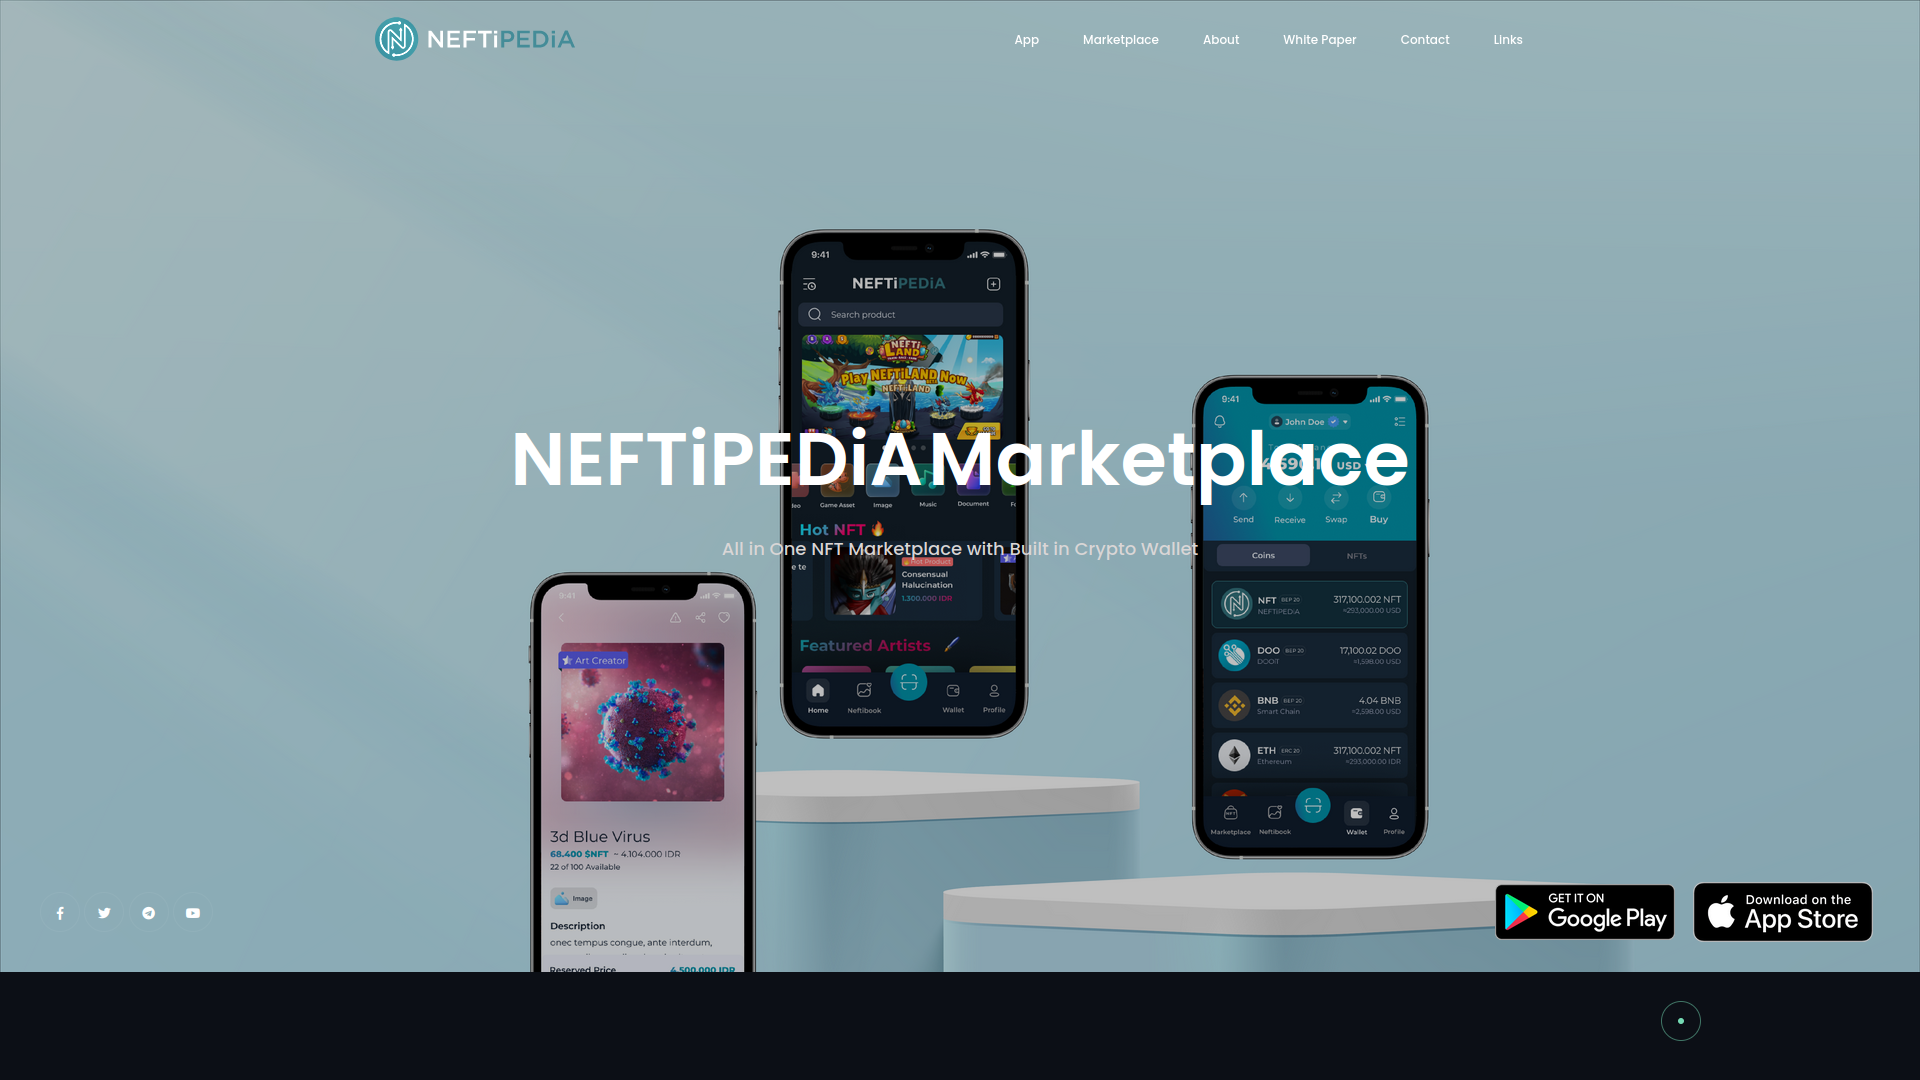 NEFTiPEDiA
App
Marketplace
About
White Paper
Contact
Links
9:41
NEFTiPEDiA
Search product
NEFTi
LAND
Play NEFTiLAND Now
NEFTiLAND
9:41
John Doe
USD
NEFTiPEDiA Marketplace
Game Asset
Image
Music
Document
Send
Receive
Swap
Buy
Hot NFT
All in One NFT Marketplace with Built in Crypto Wallet
Coins
NFTs
Hot Product
Consensual
Halucination
1.300.000 IDR
9:41
NFT BEP 20
317,100.002 NFT
NEFTIPEDIA
≈293,000.00 USD
Featured Artists
Art Creator
DOO BEP 20
17,100.02 DOO
DOOIT
≈1,598.00 USD
Home
Neftibook
Wallet
Profile
BNB BEP 20
4.04 BNB
Smart Chain
≈2,598.00 USD
ETH ERC 20
317,100.002 NFT
Ethereum
≈293.000.00 IDR
3d Blue Virus
68.400 $NFT ~ 4.104.000 IDR
22 of 100 Available
Marketplace
Neftibook
Wallet
Profile
Image
Description
onec tempus congue, ante interdum,
Reserved Price
4.500.000 IDR
GET IT ON
Google Play
Download on the
App Store